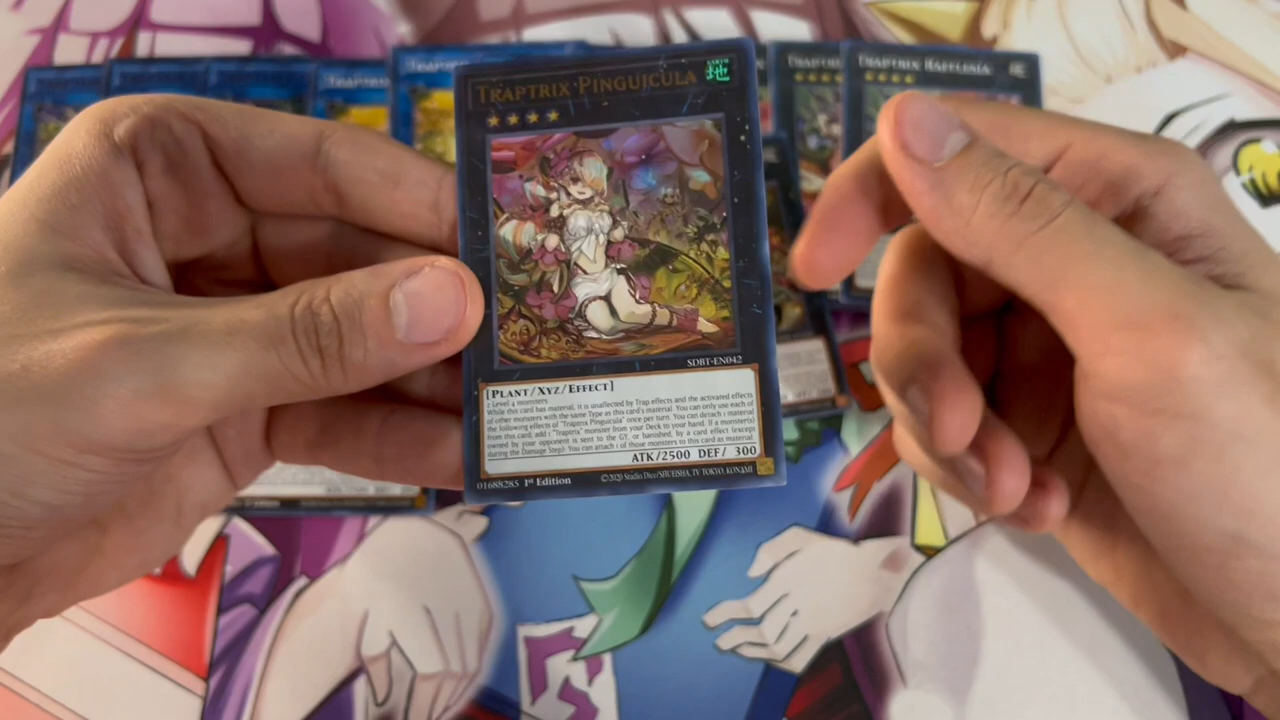 TRAPTRIX
TRAPTRIX RAFFLESIA
TRAPTRIX PINGUICULA
EARTH
地
SDBT-EN042
[PLANT/XYZ/EFFECT]
2 Level 4 monsters
While this card has material, it is unaffected by Trap effects and the activated effects
of other monsters with the same Type as this card's material. You can only use each of
the following effects of "Traptrix Pinguicula" once per turn. You can detach 1 material
from this card; add 1 "Traptrix" monster from your Deck to your hand. If a monster(s)
owned by your opponent is sent to the GY, or banished, by a card effect (except
during the Damage Step): You can attach 1 of those monsters to this card as material.
ATK/2500 DEF/ 300
01688285 1st Edition
©2020 Studio Dice/SHUEISHA, TV TOKYO, KONAMI